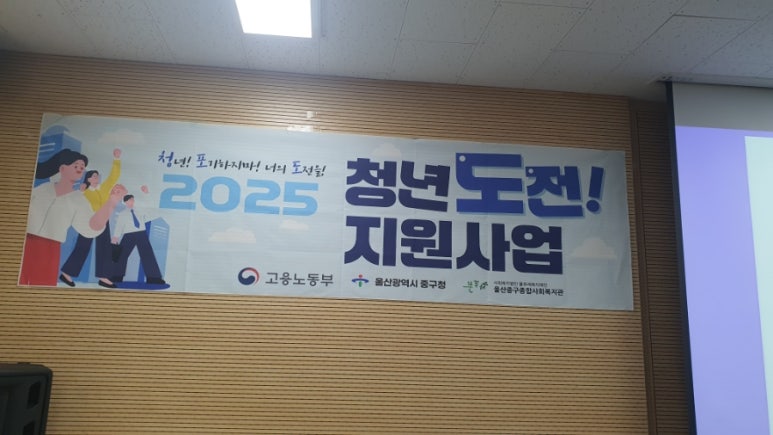 청년! 포기하지마! 너의 도전을!
2025
청년 도전!
지원사업
고용노동부
울산광역시 중구청
울산중구종합사회복지관